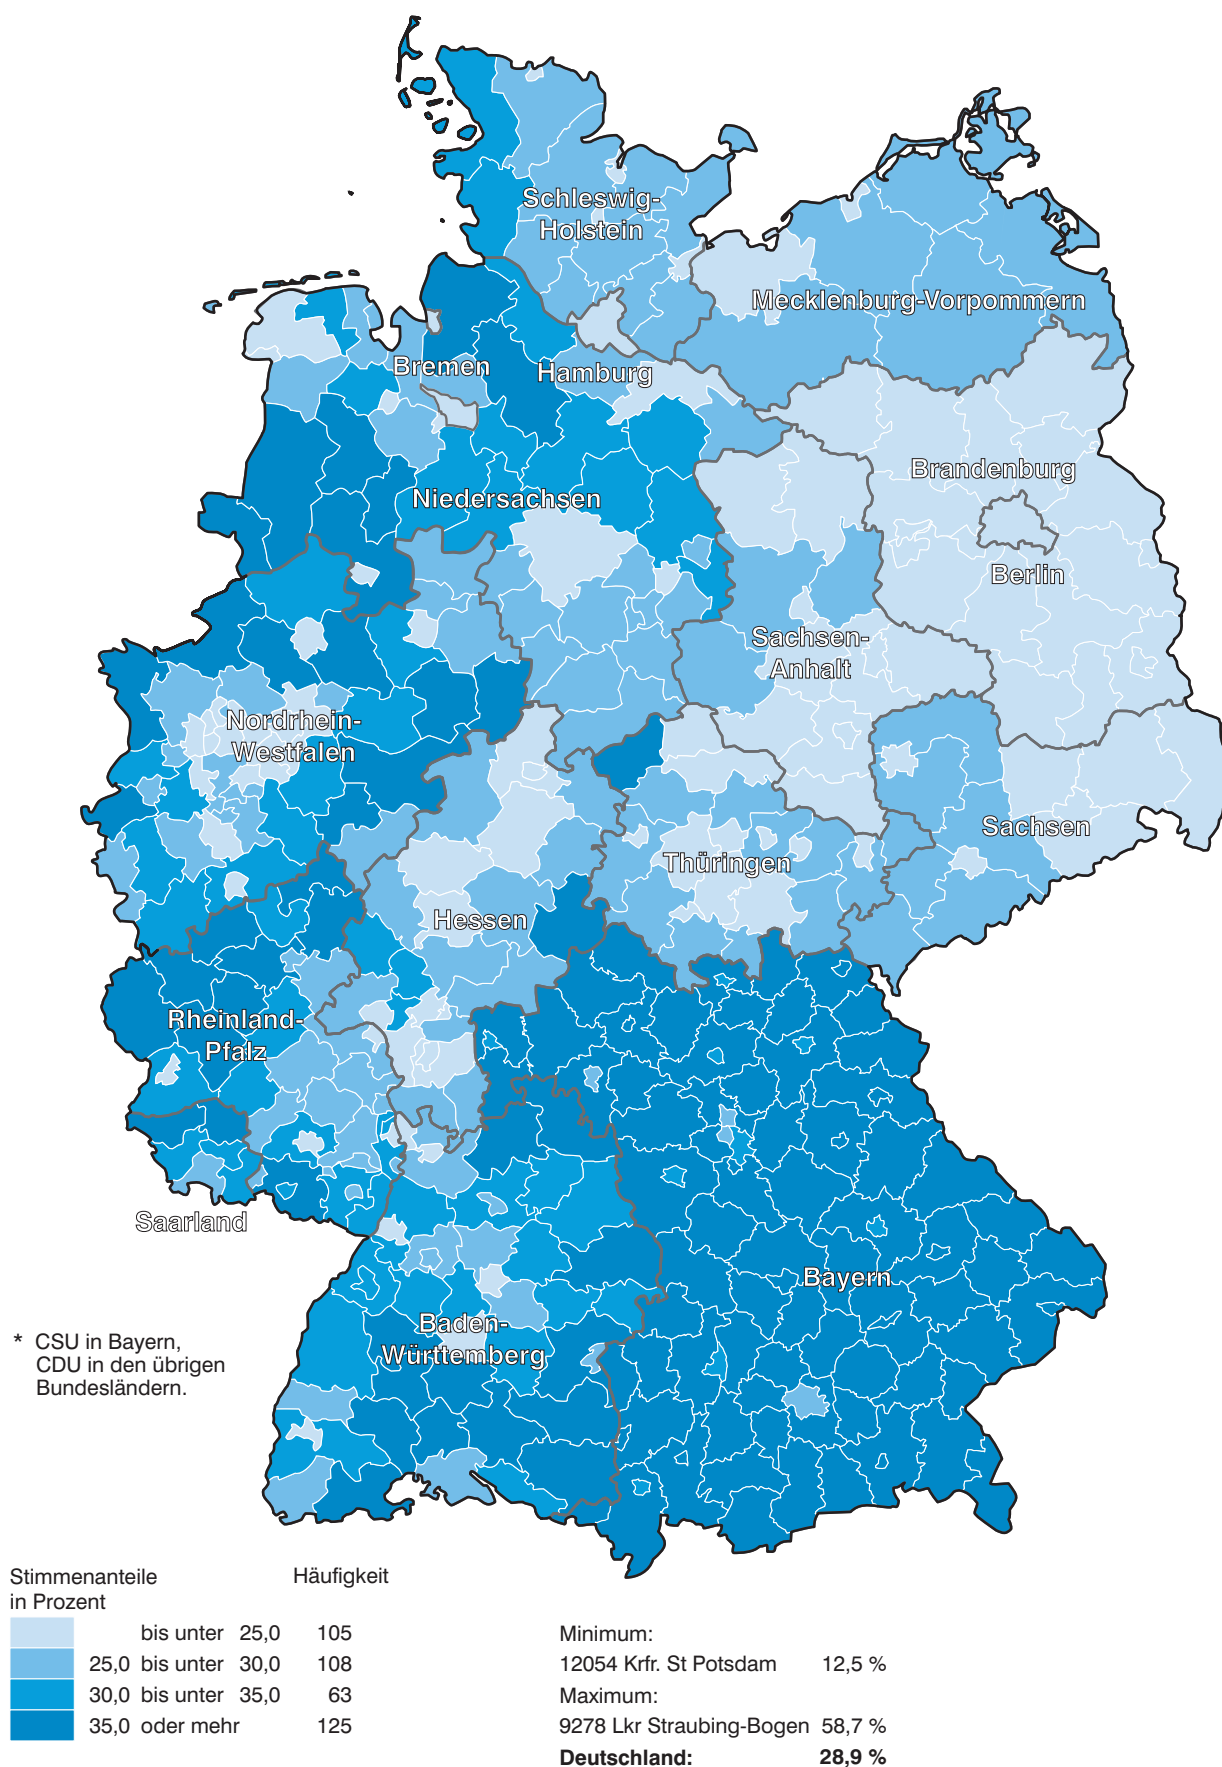 Schleswig-
Holstein
Mecklenburg-Vorpommern
Bremen
Hamburg
Brandenburg
Niedersachsen
Berlin
Sachsen-
Anhalt
Nordrhein-
Westfalen
Sachsen
Thüringen
Hessen
Rheinland-
Pfalz
Saarland
Bayern
Baden-
Württemberg
* CSU in Bayern,
CDU in den übrigen
Bundesländern.
Stimmenanteile Häufigkeit
in Prozent
bis unter 25,0 105
25,0 bis unter 30,0 108
30,0 bis unter 35,0 63
35,0 oder mehr 125
Minimum:
12054 Krfr. St Potsdam 12,5 %
Maximum:
9278 Lkr Straubing-Bogen 58,7 %
Deutschland: 28,9 %